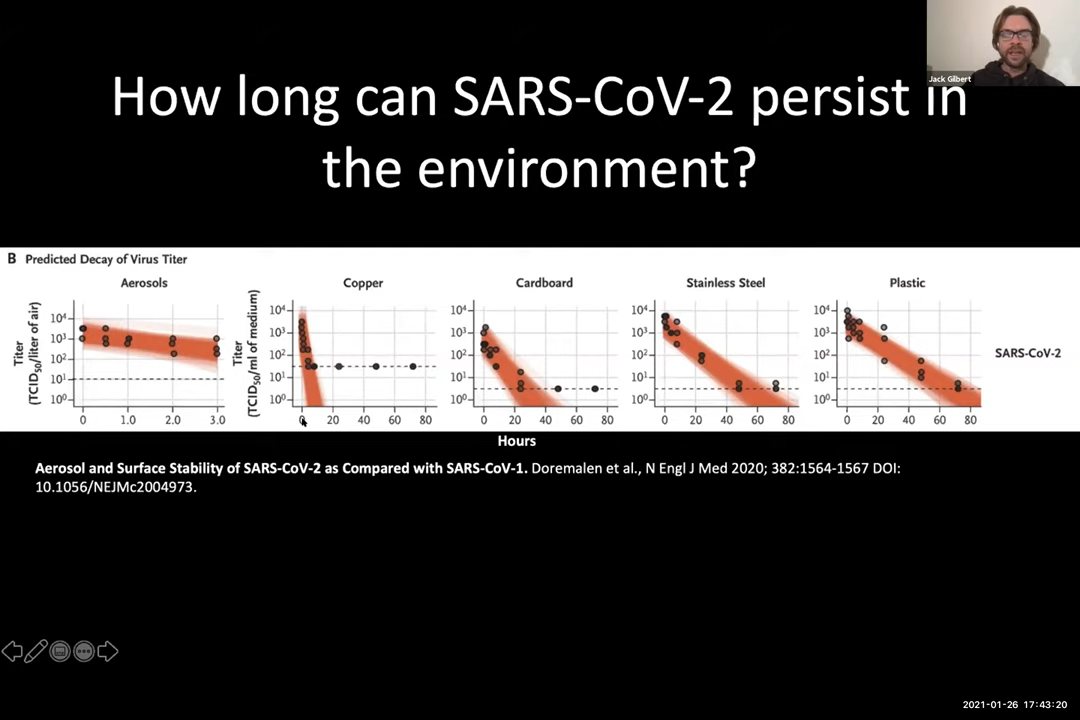 Jack Gilbert
How long can SARS-CoV-2 persist in
the environment?
B Predicted Decay of Virus Titer
Aerosols
Copper
Cardboard
Stainless Steel
Plastic
Titer
(TCID50/liter of air)
10⁴
10³
10²
10¹
10⁰
0 1.0 2.0 3.0
Titer
(TCID50/ml of medium)
10⁴
10³
10²
10¹
10⁰
0 20 40 60 80
10⁴
10³
10²
10¹
10⁰
0 20 40 60 80
10⁴
10³
10²
10¹
10⁰
0 20 40 60 80
10⁴
10³
10²
10¹
10⁰
0 20 40 60 80
SARS-CoV-2
Hours
Aerosol and Surface Stability of SARS-CoV-2 as Compared with SARS-CoV-1. Doremalen et al., N Engl J Med 2020; 382:1564-1567 DOI:
10.1056/NEJMc2004973.
2021-01-26 17:43:20